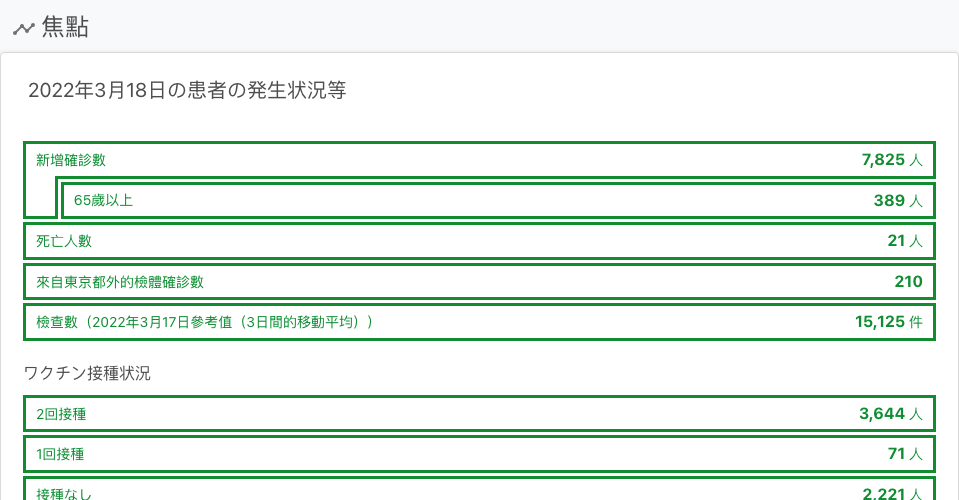 焦點
2022年3月18日の患者の発生状況等
新增確診數 7,825 人
65歲以上 389 人
死亡人數 21 人
來自東京都外的檢體確診數 210
檢查數（2022年3月17日參考值（3日間的移動平均）） 15,125 件
ワクチン接種状況
2回接種 3,644 人
1回接種 71 人
接種なし 2,221 人